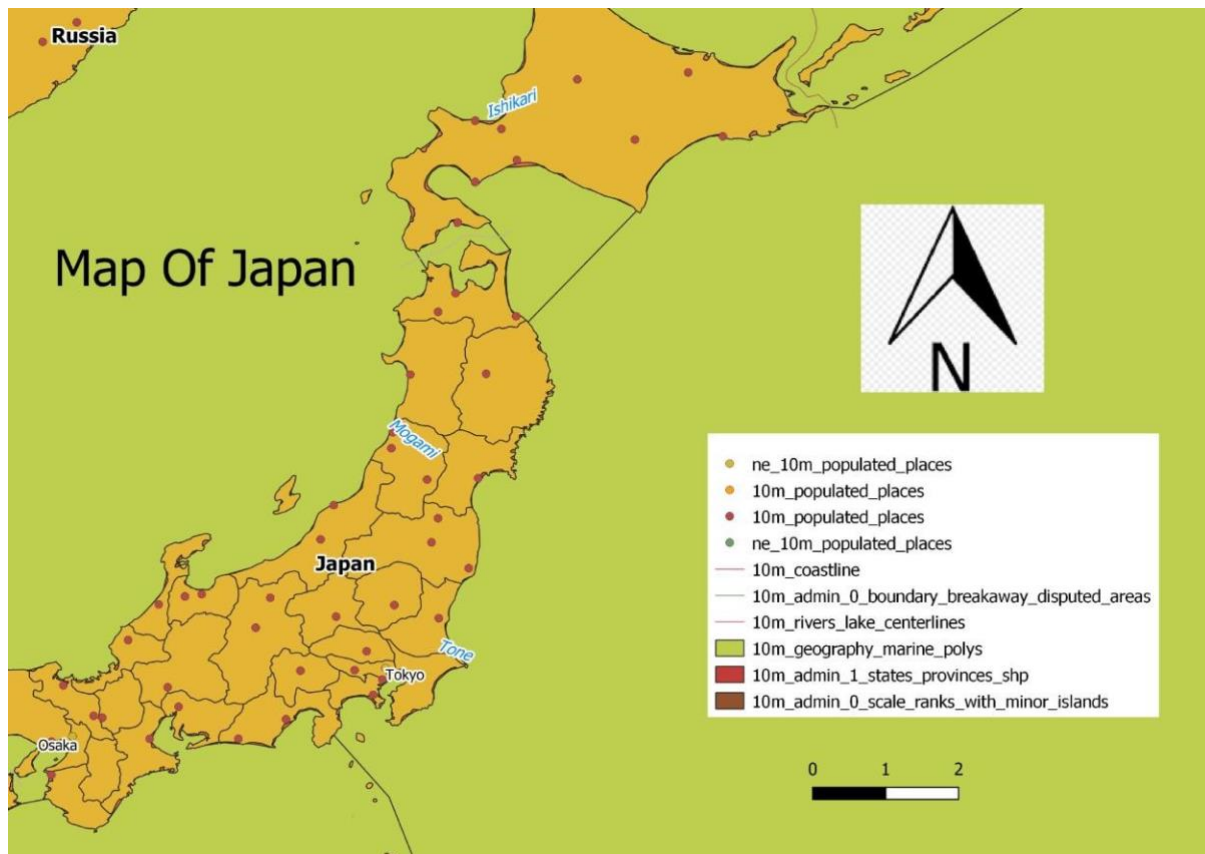 Russia
Ishikari
Map Of Japan
N
Mogami
Japan
Tone
Tokyo
Osaka
ne_10m_populated_places
10m_populated_places
10m_populated_places
ne_10m_populated_places
10m_coastline
10m_admin_0_boundary_breakaway_disputed_areas
10m_rivers_lake_centerlines
10m_geography_marine_polys
10m_admin_1_states_provinces_shp
10m_admin_0_scale_ranks_with_minor_islands
0 1 2